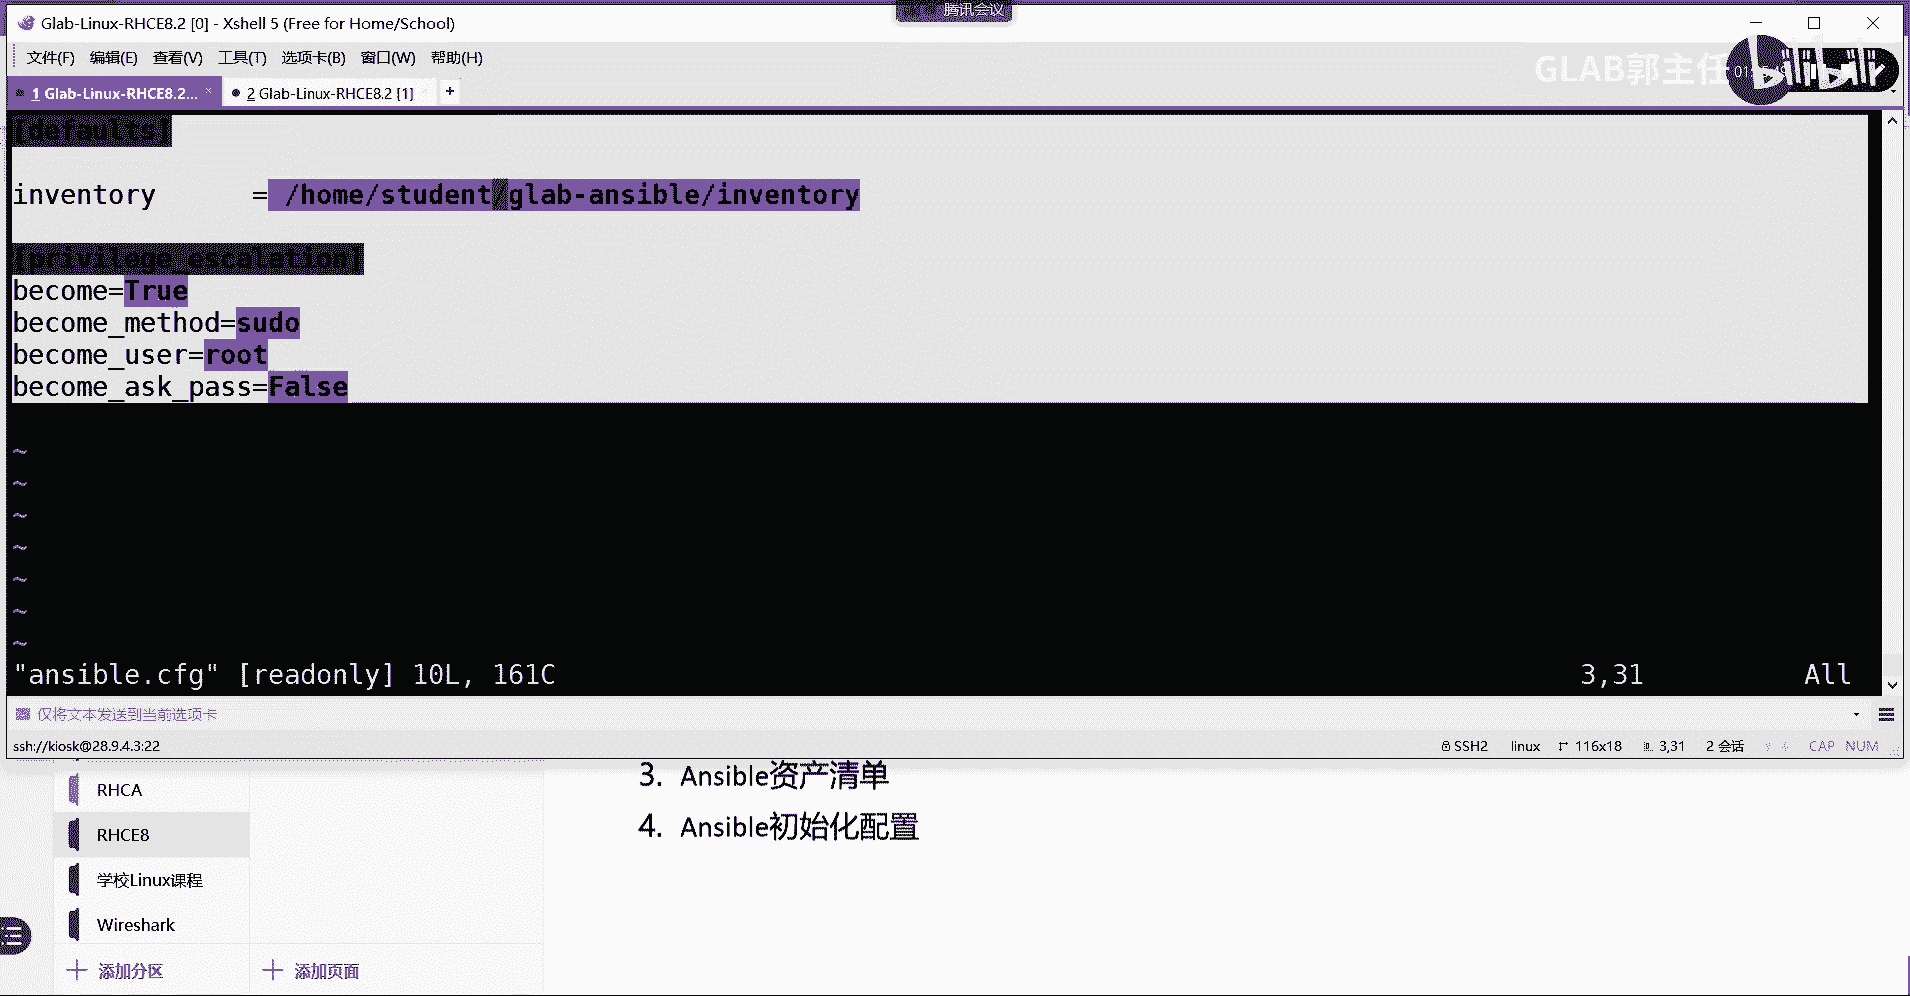 腾讯会议
Glab-Linux-RHCE8.2 [0] - Xshell 5 (Free for Home/School)
文件(F) 编辑(E) 查看(V) 工具(T) 选项卡(B) 窗口(W) 帮助(H)
GLAB郭主任
bilibili
1 Glab-Linux-RHCE8.2... × 2 Glab-Linux-RHCE8.2 [1] +
[defaults]
inventory = /home/student/glab-ansible/inventory
[privilege_escalation]
become=True
become_method=sudo
become_user=root
become_ask_pass=False
~
~
~
~
~
~
~
"ansible.cfg" [readonly] 10L, 161C 3,31 All
仅将文本发送到当前选项卡
ssh://kiosk@28.9.4.3:22 SSH2 linux 116x18 3,31 2 会话 CAP NUM
3. Ansible资产清单
RHCA
4. Ansible初始化配置
RHCE8
学校Linux课程
Wireshark
添加分区 添加页面